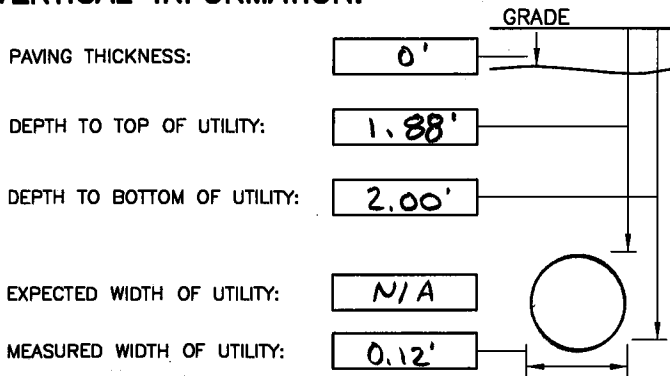 VERTICAL INFORMATION:
GRADE
PAVING THICKNESS: 0'
DEPTH TO TOP OF UTILITY: 1.88'
DEPTH TO BOTTOM OF UTILITY: 2.00'
EXPECTED WIDTH OF UTILITY: N/A
MEASURED WIDTH OF UTILITY: 0.12'